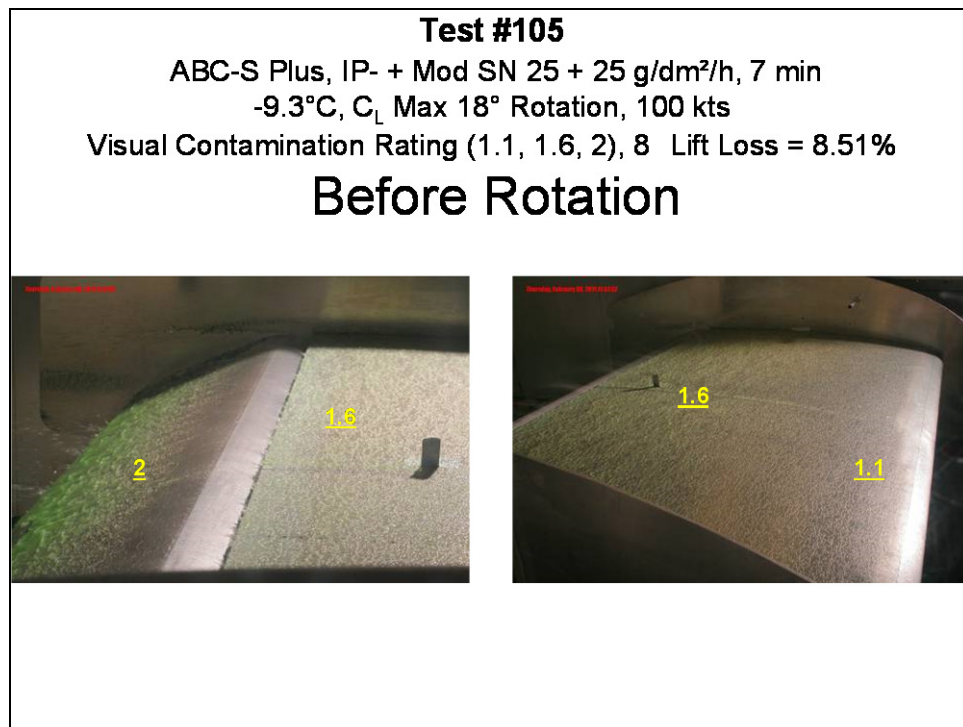 Test #105
ABC-S Plus, IP- + Mod SN 25 + 25 g/dm²/h, 7 min
-9.3°C, CL Max 18° Rotation, 100 kts
Visual Contamination Rating (1.1, 1.6, 2), 8 Lift Loss = 8.51%
Before Rotation
1.6
2
1.6
1.1